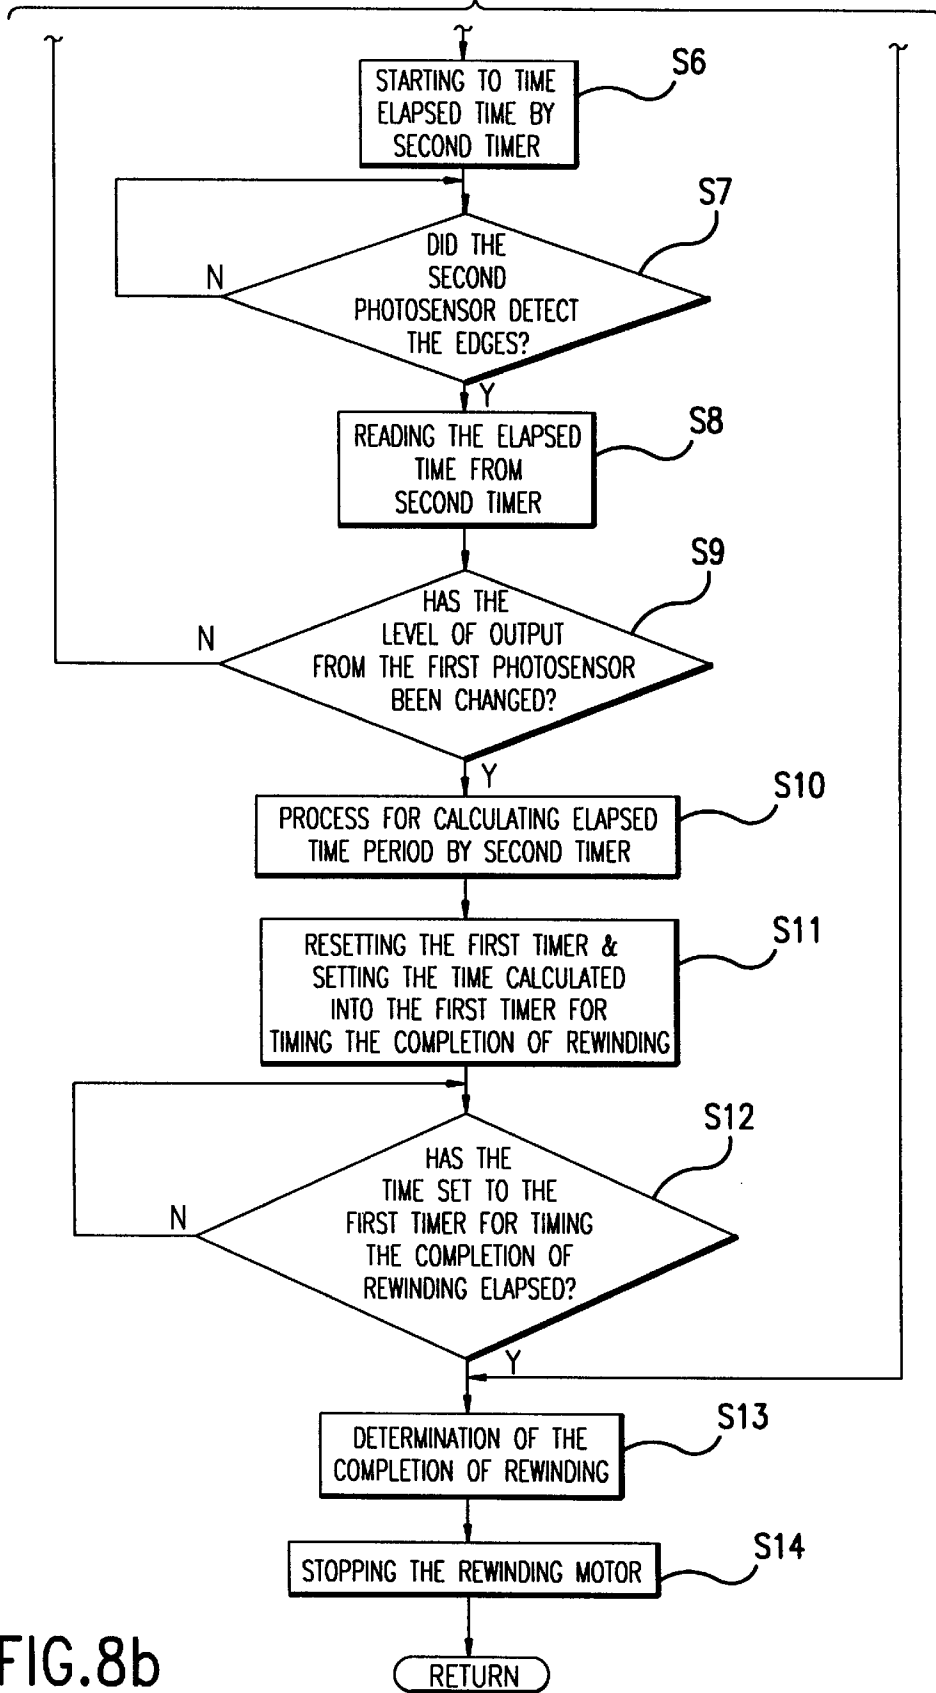 S6
STARTING TO TIME
ELAPSED TIME BY
SECOND TIMER
S7
DID THE
SECOND
PHOTOSENSOR DETECT
THE EDGES?
N
Y
S8
READING THE ELAPSED
TIME FROM
SECOND TIMER
S9
HAS THE
LEVEL OF OUTPUT
FROM THE FIRST PHOTOSENSOR
BEEN CHANGED?
N
Y
S10
PROCESS FOR CALCULATING ELAPSED
TIME PERIOD BY SECOND TIMER
S11
RESETTING THE FIRST TIMER &
SETTING THE TIME CALCULATED
INTO THE FIRST TIMER FOR
TIMING THE COMPLETION OF REWINDING
S12
HAS THE
TIME SET TO THE
FIRST TIMER FOR TIMING
THE COMPLETION OF
REWINDING ELAPSED?
N
Y
S13
DETERMINATION OF THE
COMPLETION OF REWINDING
S14
STOPPING THE REWINDING MOTOR
RETURN
FIG.8b